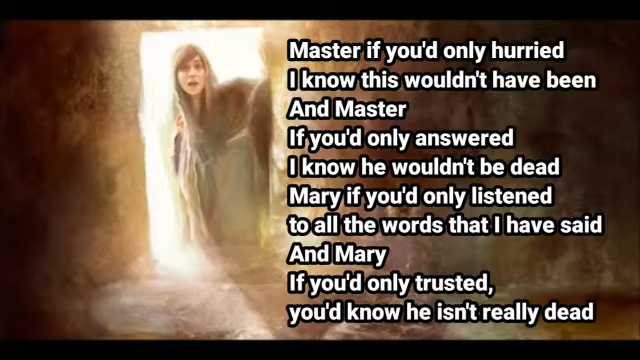 Master if you'd only hurried
I know this wouldn't have been
And Master
If you'd only answered
I know he wouldn't be dead
Mary if you'd only listened
to all the words that I have said
And Mary
If you'd only trusted,
you'd know he isn't really dead